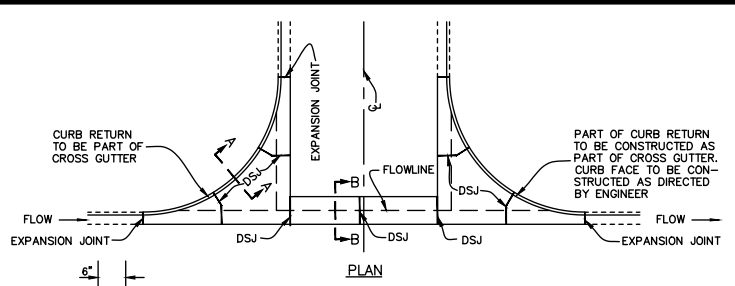 EXPANSION JOINT
℄
CURB RETURN
TO BE PART OF
CROSS GUTTER
A
A
DSJ
EXPANSION JOINT
B
B
FLOWLINE
DSJ
PART OF CURB RETURN
TO BE CONSTRUCTED AS
PART OF CROSS GUTTER.
CURB FACE TO BE CON-
STRUCTED AS DIRECTED
BY ENGINEER
FLOW
FLOW
EXPANSION JOINT
DSJ
DSJ
DSJ
EXPANSION JOINT
6"
PLAN